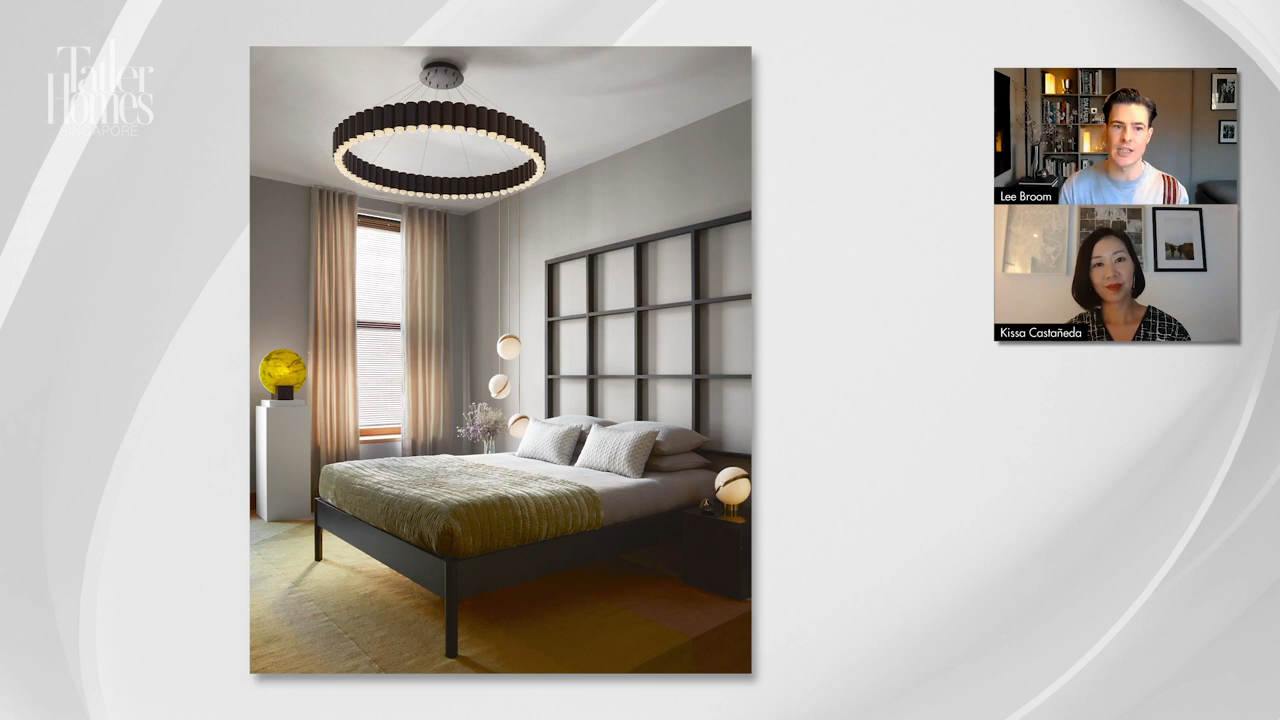 Tatler
Homes
SINGAPORE
Lee Broom
Kissa Castañeda